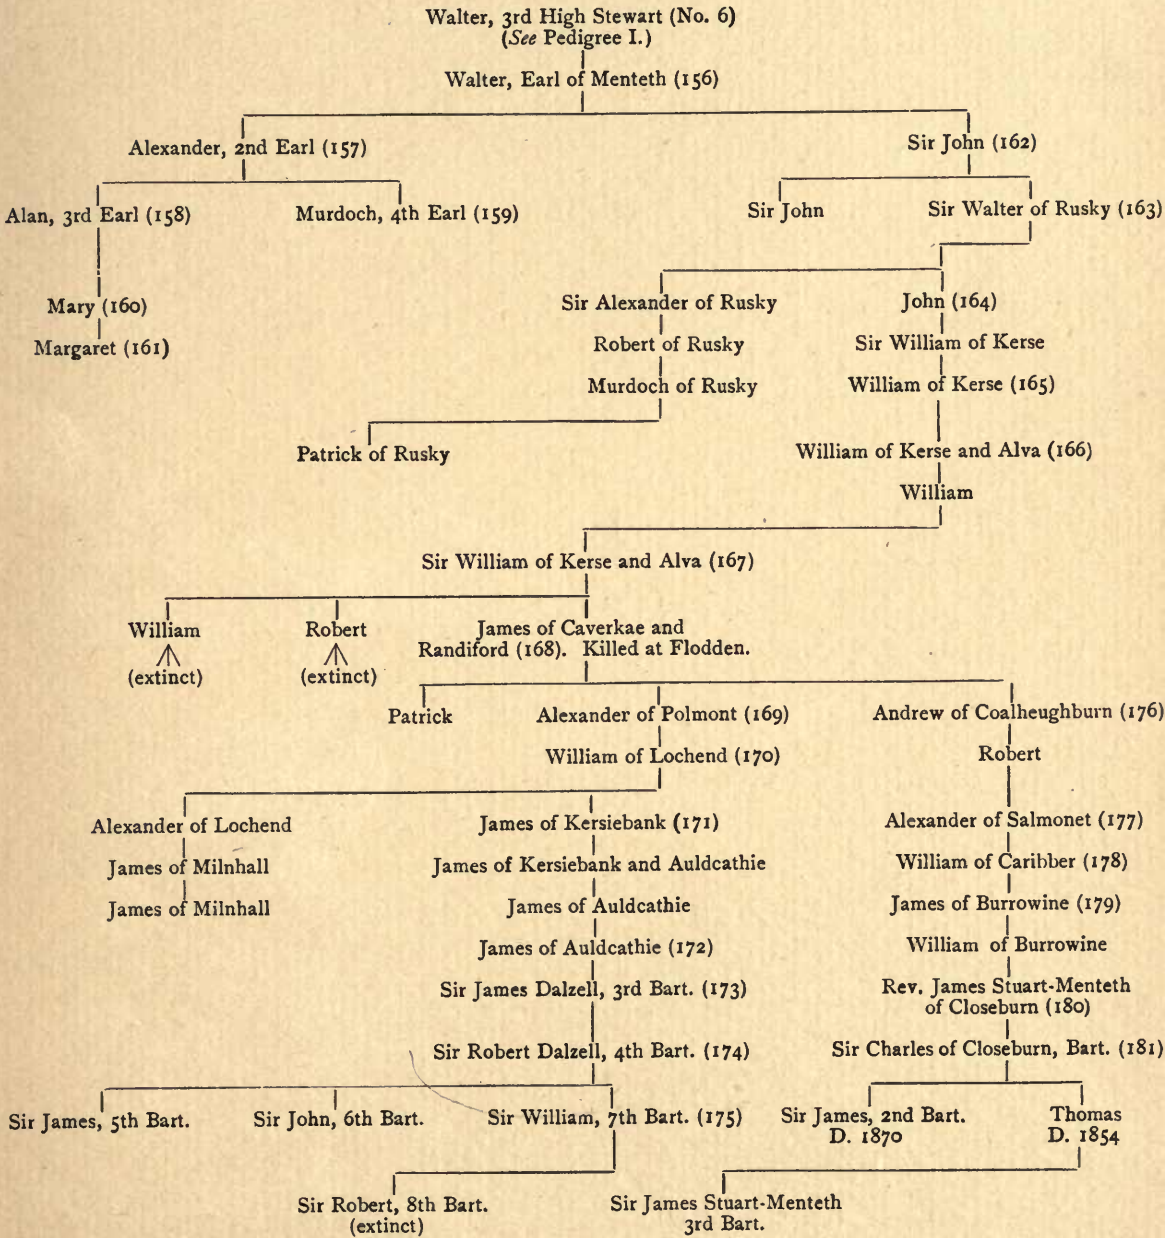 Walter, 3rd High Stewart (No. 6)
(See Pedigree I.)
Walter, Earl of Menteth (156)
Alexander, 2nd Earl (157)
Sir John (162)
Alan, 3rd Earl (158)
Murdoch, 4th Earl (159)
Sir John
Sir Walter of Rusky (163)
Mary (160)
Sir Alexander of Rusky
John (164)
Margaret (161)
Robert of Rusky
Sir William of Kerse
Murdoch of Rusky
William of Kerse (165)
Patrick of Rusky
William of Kerse and Alva (166)
William
Sir William of Kerse and Alva (167)
William
(extinct)
Robert
(extinct)
James of Caverkae and
Randiford (168). Killed at Flodden.
Patrick
Alexander of Polmont (169)
Andrew of Coalheughburn (176)
William of Lochend (170)
Robert
Alexander of Lochend
James of Kersiebank (171)
Alexander of Salmonet (177)
James of Milnhall
James of Kersiebank and Auldcathie
William of Caribber (178)
James of Milnhall
James of Auldcathie
James of Burrowine (179)
James of Auldcathie (172)
William of Burrowine
Sir James Dalzell, 3rd Bart. (173)
Rev. James Stuart-Menteth
of Closeburn (180)
Sir Robert Dalzell, 4th Bart. (174)
Sir Charles of Closeburn, Bart. (181)
Sir James, 5th Bart.
Sir John, 6th Bart.
Sir William, 7th Bart. (175)
Sir James, 2nd Bart.
D. 1870
Thomas
D. 1854
Sir Robert, 8th Bart.
(extinct)
Sir James Stuart-Menteth
3rd Bart.